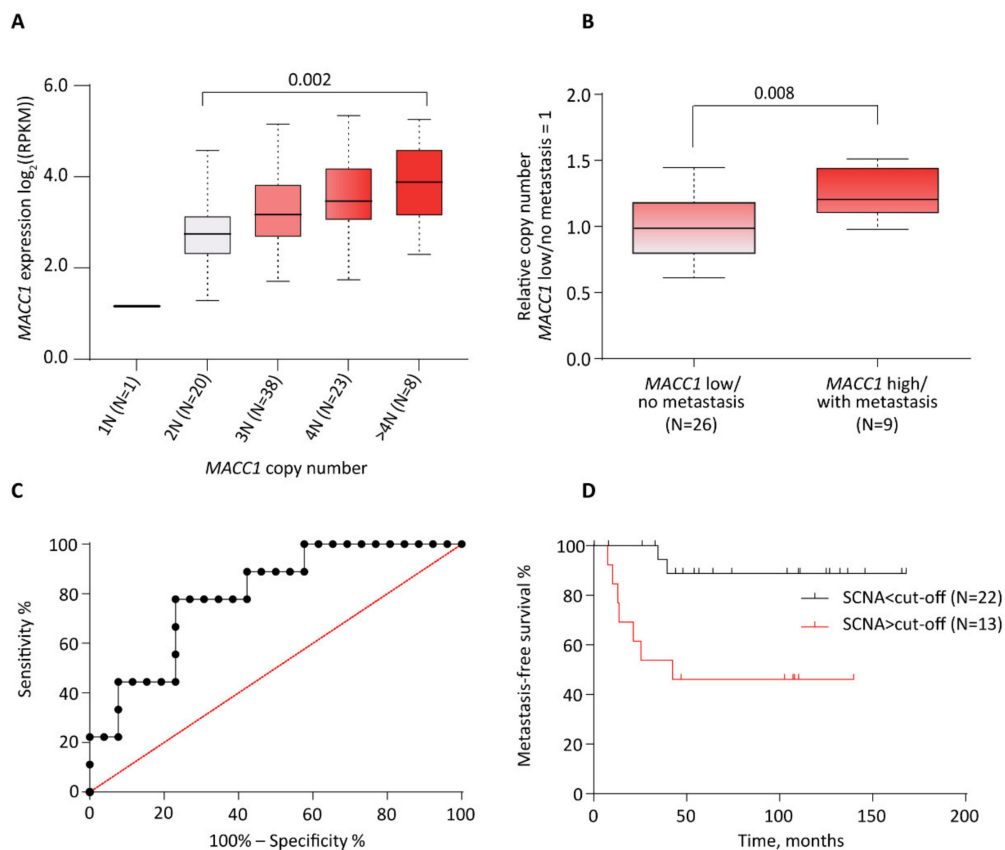 A
0.002
6.0
4.0
2.0
0.0
MACC1 expression log2((RPKM))
1N (N=1)
2N (N=20)
3N (N=38)
4N (N=23)
>4N (N=8)
MACC1 copy number
B
0.008
2.0
1.5
1.0
0.5
0.0
Relative copy number
MACC1 low/no metastasis = 1
MACC1 low/
no metastasis
(N=26)
MACC1 high/
with metastasis
(N=9)
C
100
80
60
40
20
0
Sensitivity %
0 20 40 60 80 100
100% – Specificity %
D
100
80
60
40
20
0
Metastasis-free survival %
SCNA<cut-off (N=22)
SCNA>cut-off (N=13)
0 50 100 150 200
Time, months